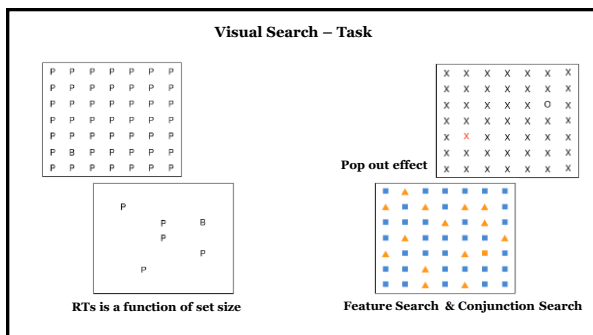 Visual Search – Task
P P P P P P P
P P P P P P P
P P P P P P P
P P P P P P P
P P P P P P P
P B P P P P P
P P P P P P P
P
P B
P
P
P
RTs is a function of set size
X X X X X X X
X X X X X X X
X X X X X O X
X X X X X X X
X X X X X X X
X X X X X X X
X X X X X X X
Pop out effect
Feature Search & Conjunction Search